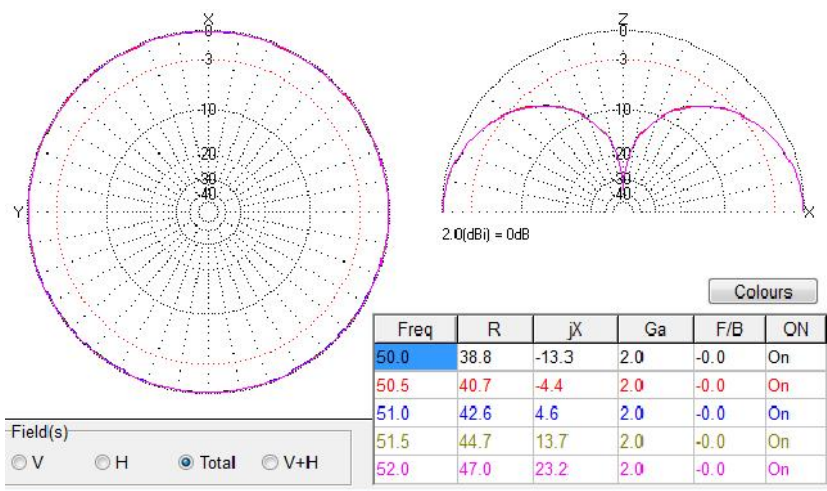 X
0
-3
-10
-20
-30
-40
Y
Z
0
-3
-10
-20
-30
-40
X
2.0(dBi) = 0dB
Colours
Freq R jX Ga F/B ON
50.0 38.8 -13.3 2.0 -0.0 On
50.5 40.7 -4.4 2.0 -0.0 On
51.0 42.6 4.6 2.0 -0.0 On
51.5 44.7 13.7 2.0 -0.0 On
52.0 47.0 23.2 2.0 -0.0 On
Field(s)
V H Total V+H